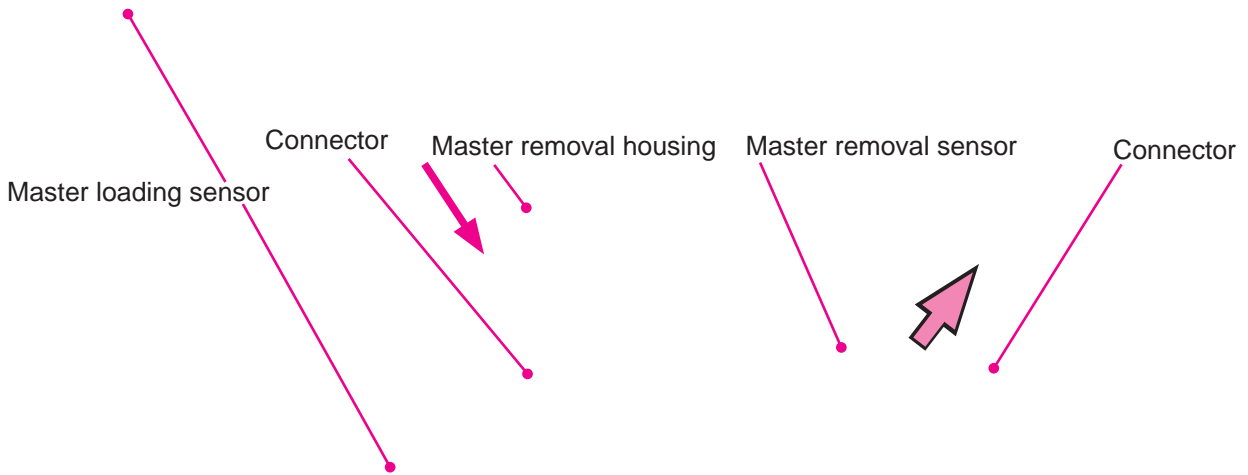 Connector
Master removal housing
Master removal sensor
Connector
Master loading sensor